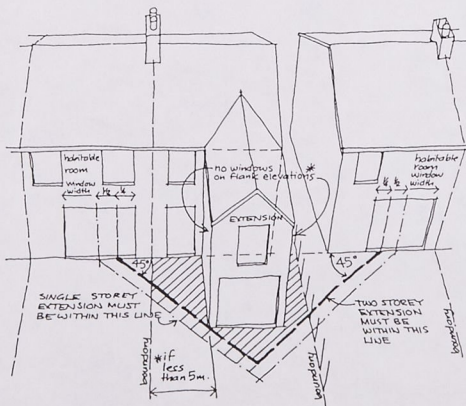 habitable
room
window
width
½
¼
no windows *
on flank elevations
habitable
room
window
width
¼
½
EXTENSION
45°
45°
SINGLE STOREY
EXTENSION MUST
BE WITHIN THIS LINE
TWO STOREY
EXTENSION
MUST BE
WITHIN THIS
LINE
boundary
* if
less
than 5m.
boundary
boundary